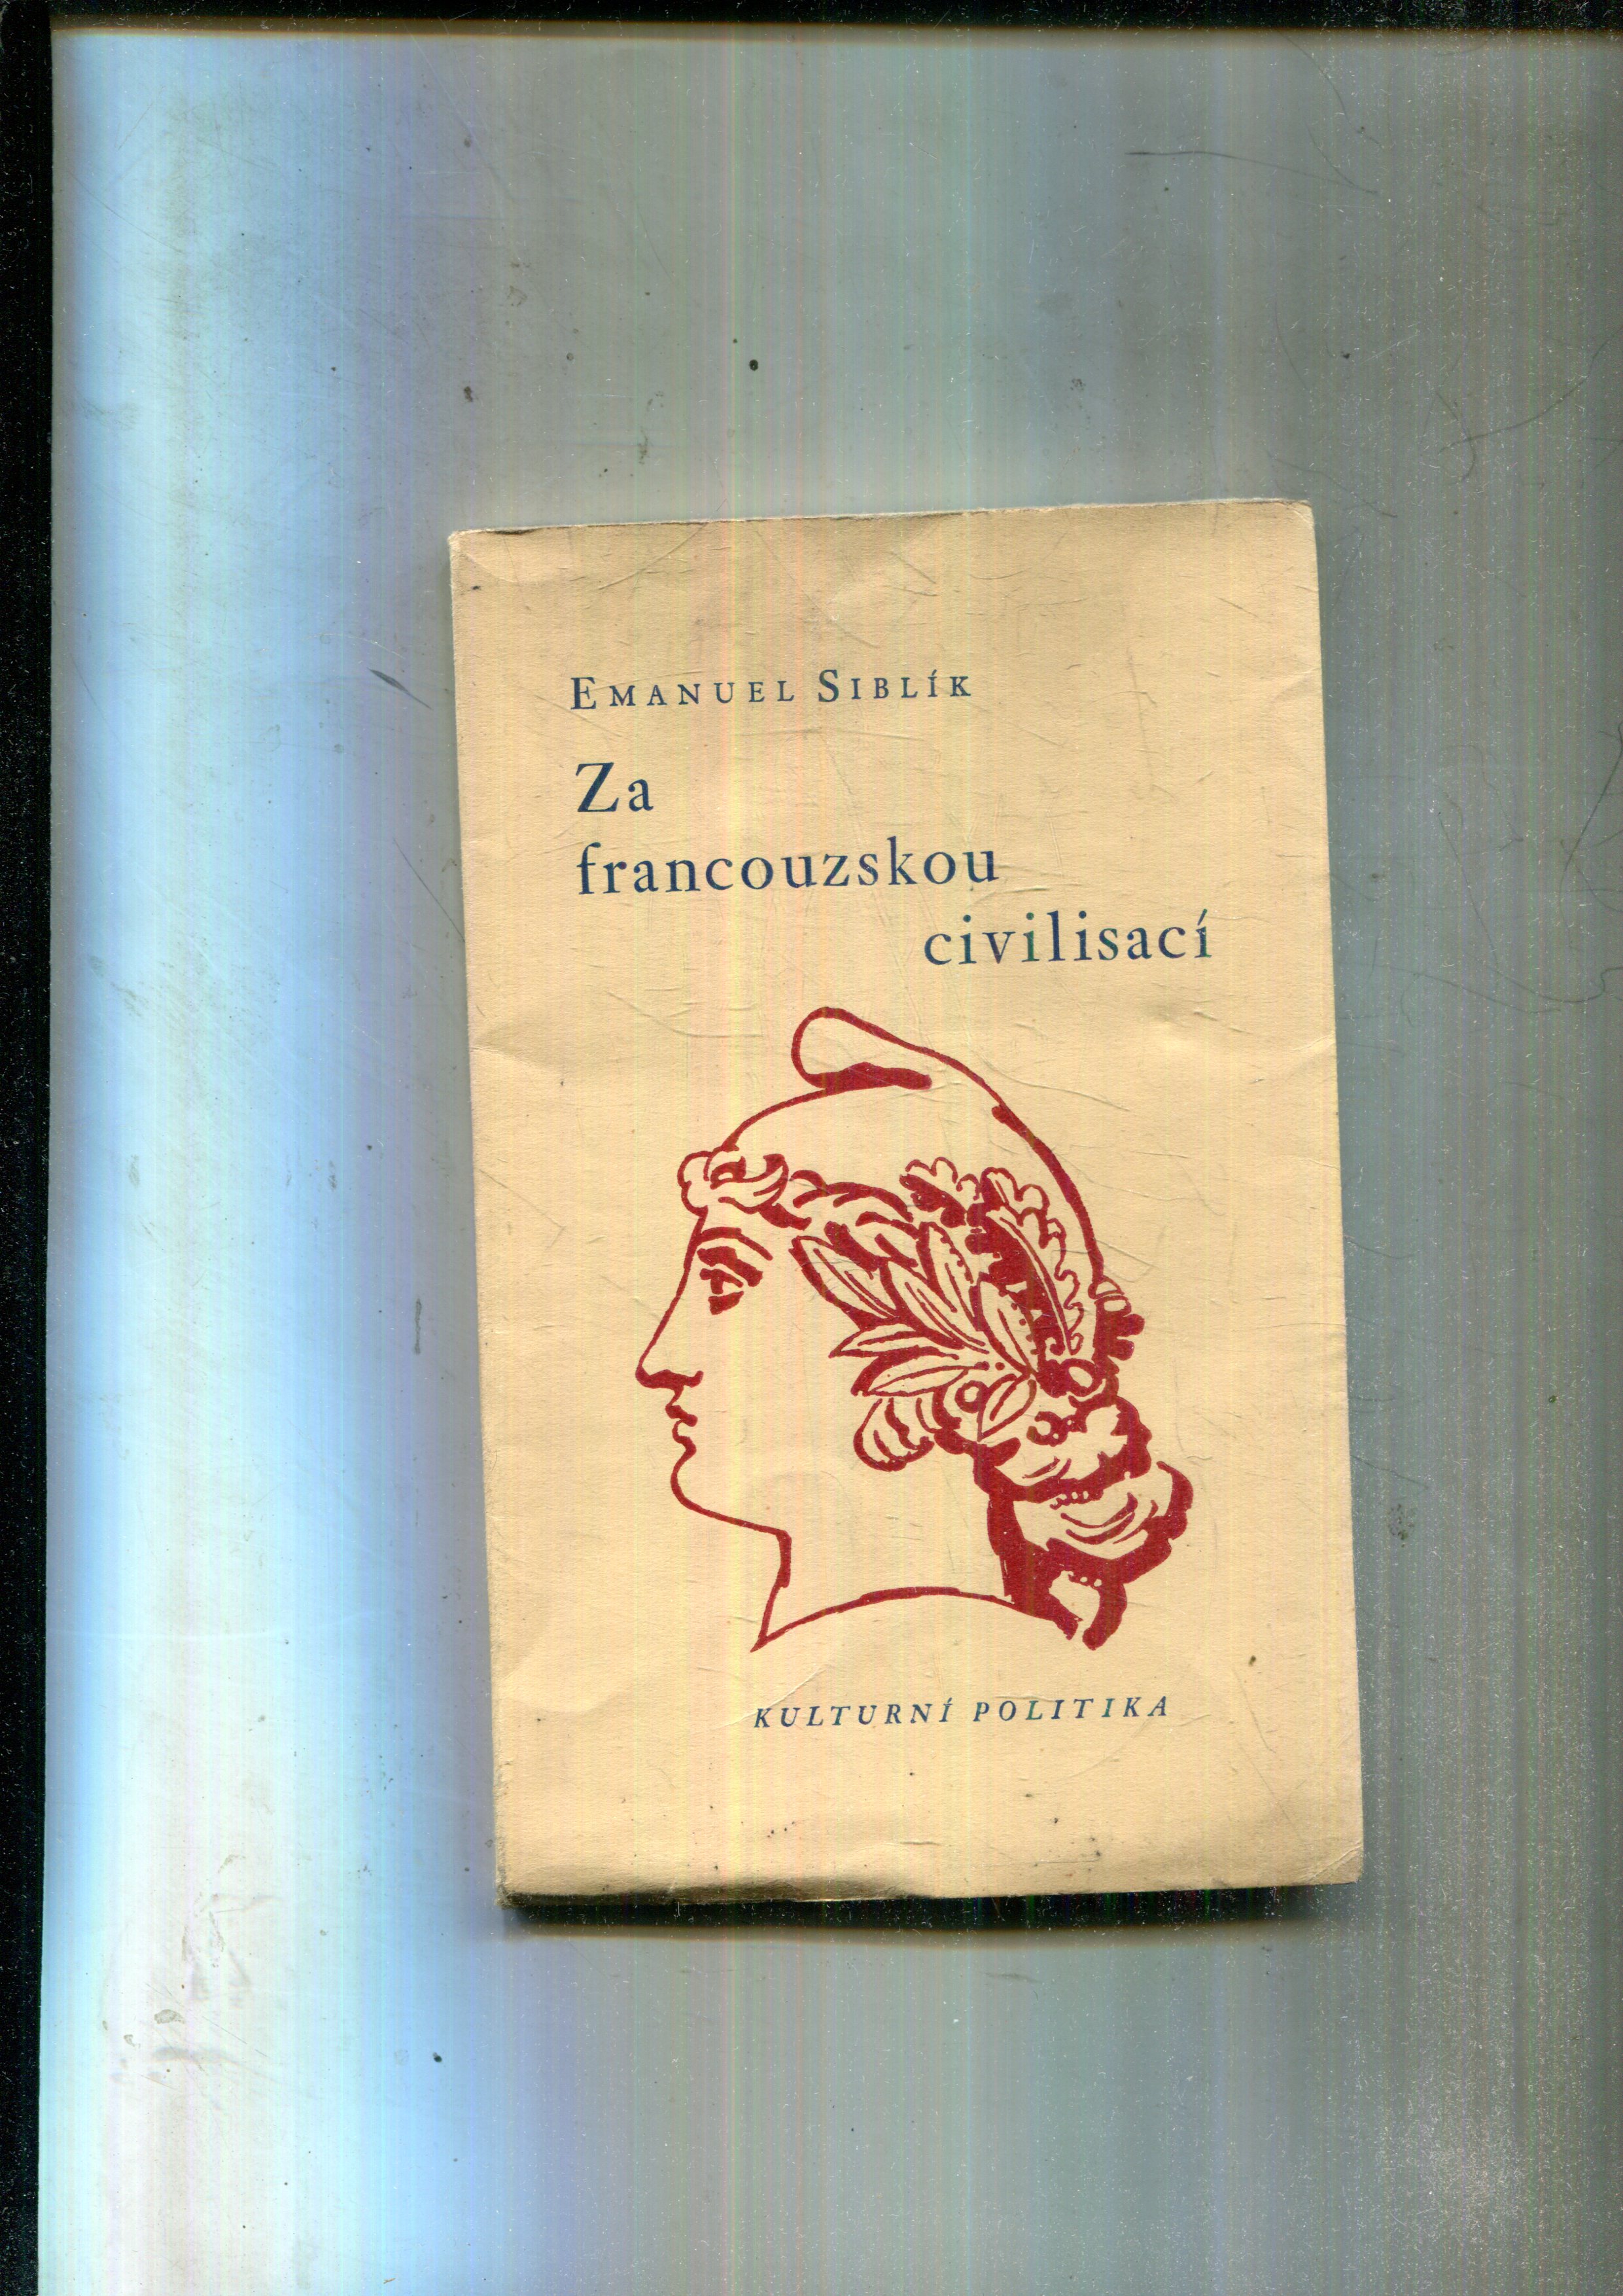 EMANUEL SIBLÍK
Za
francouzskou
civilisací
KULTURNÍ POLITIKA